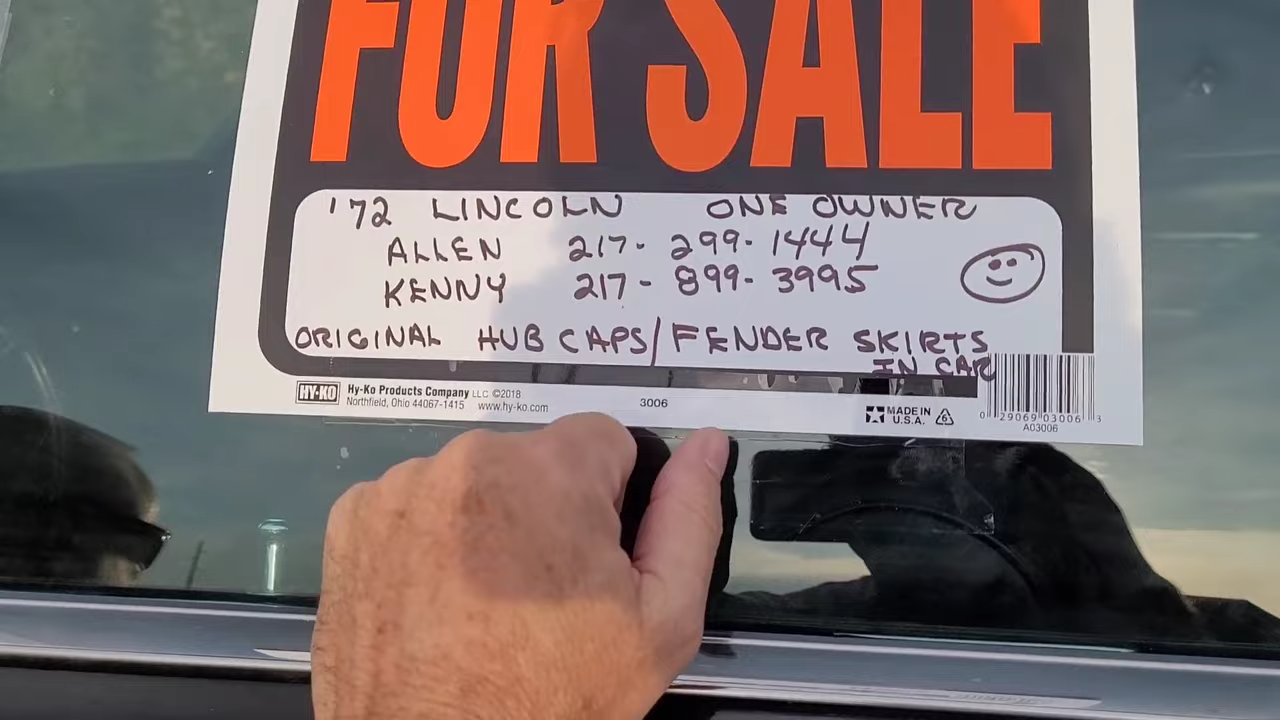 FOR SALE
'72 LINCOLN ONE OWNER
ALLEN 217-299-1444
KENNY 217-899-3995
ORIGINAL HUB CAPS/FENDER SKIRTS
IN CAR
HY-KO Hy-Ko Products Company LLC ©2018
Northfield, Ohio 44067-1415 www.hy-ko.com
3006
MADE IN
U.S.A.
6
0 29069 03006 3
A03006